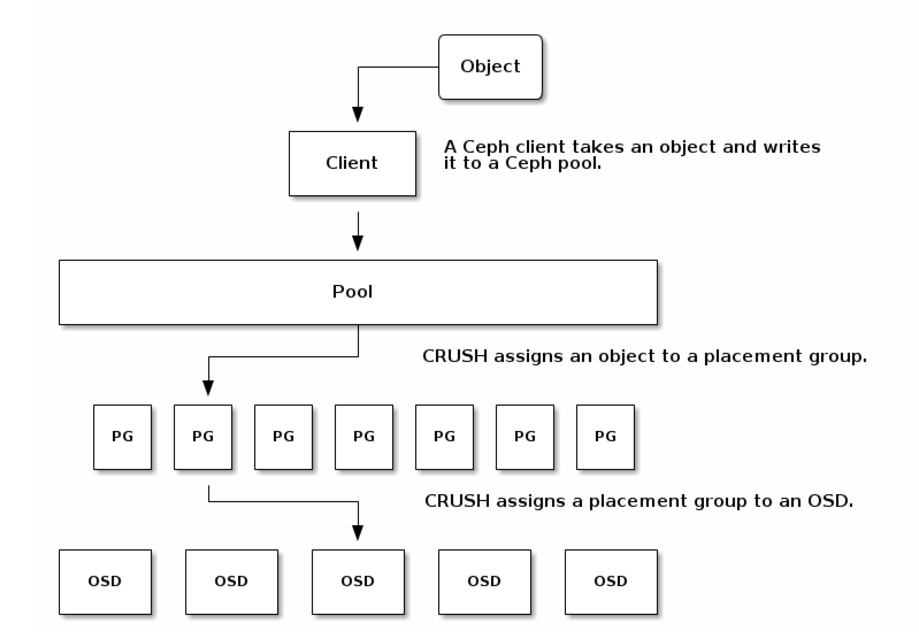 Object
Client
A Ceph client takes an object and writes
it to a Ceph pool.
Pool
CRUSH assigns an object to a placement group.
PG PG PG PG PG PG PG
CRUSH assigns a placement group to an OSD.
OSD OSD OSD OSD OSD